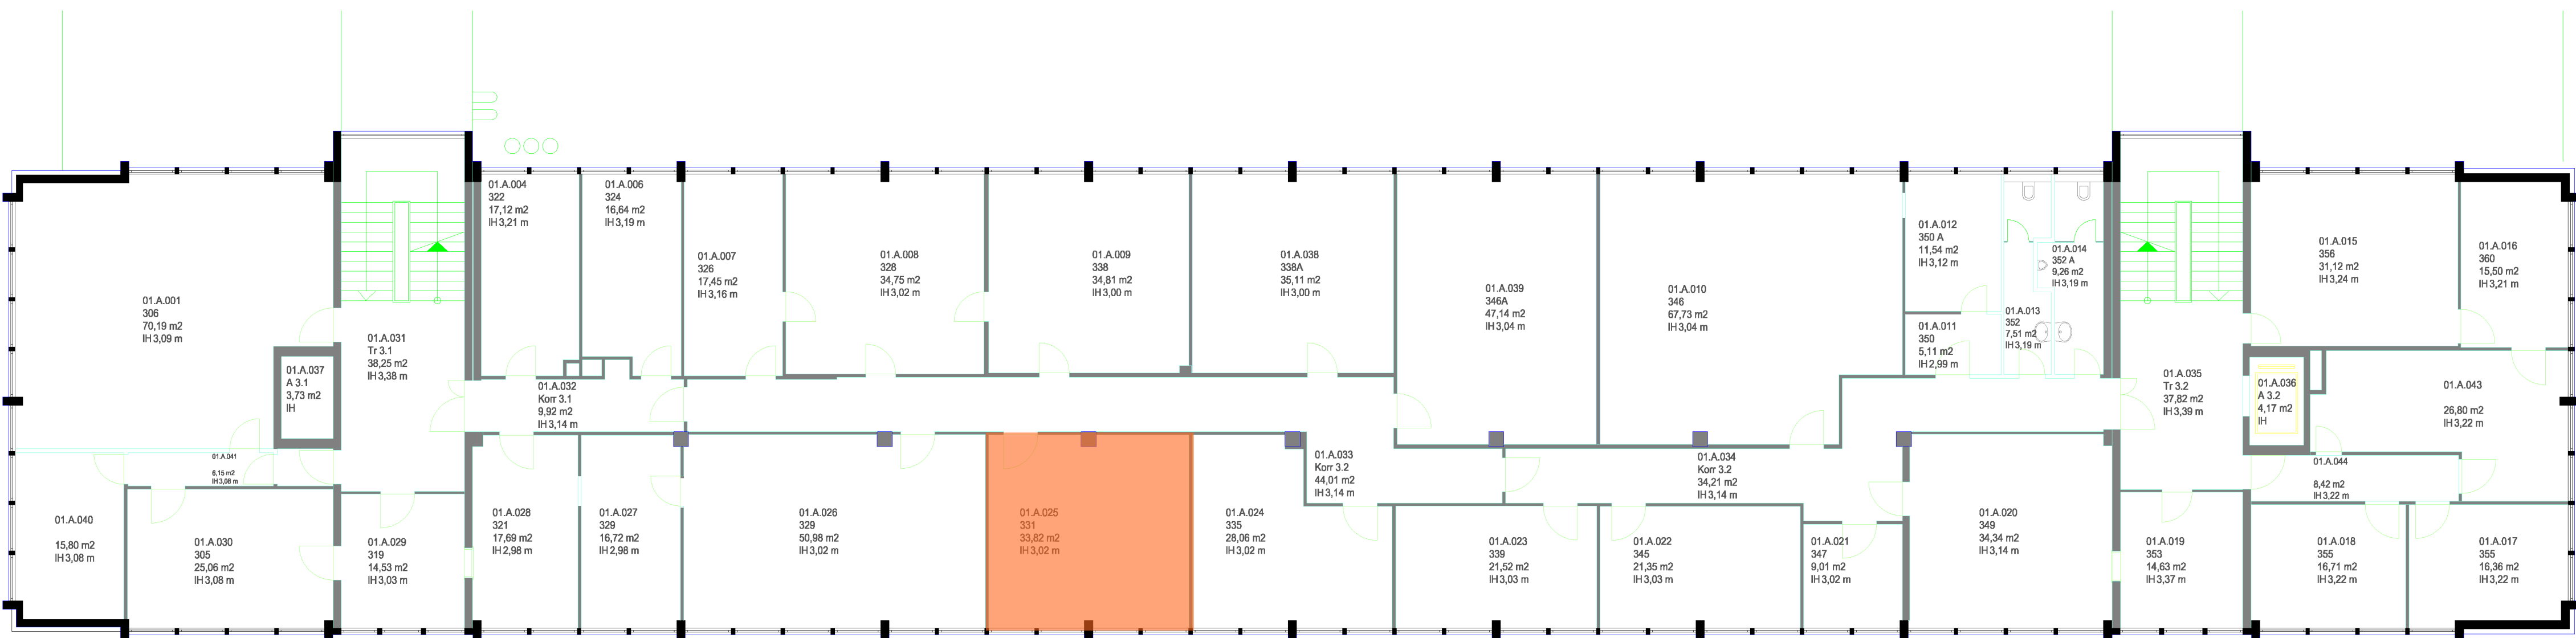 01.A.001
306
70,19 m2
IH 3,09 m
01.A.037
A 3.1
3,73 m2
IH
01.A.031
Tr 3.1
38,25 m2
IH 3,38 m
01.A.004
322
17,12 m2
IH 3,21 m
01.A.006
324
16,64 m2
IH 3,19 m
01.A.007
326
17,45 m2
IH 3,16 m
01.A.008
328
34,75 m2
IH 3,02 m
01.A.009
338
34,81 m2
IH 3,00 m
01.A.038
338A
35,11 m2
IH 3,00 m
01.A.039
346A
47,14 m2
IH 3,04 m
01.A.010
346
67,73 m2
IH 3,04 m
01.A.012
350 A
11,54 m2
IH 3,12 m
01.A.011
350
5,11 m2
IH 2,99 m
01.A.013
352
7,51 m2
IH 3,19 m
01.A.014
352 A
9,26 m2
IH 3,19 m
01.A.035
Tr 3.2
37,82 m2
IH 3,39 m
01.A.036
A 3.2
4,17 m2
IH
01.A.015
356
31,12 m2
IH 3,24 m
01.A.016
360
15,50 m2
IH 3,21 m
01.A.043
26,80 m2
IH 3,22 m
01.A.032
Korr 3.1
9,92 m2
IH 3,14 m
01.A.033
Korr 3.2
44,01 m2
IH 3,14 m
01.A.034
Korr 3.2
34,21 m2
IH 3,14 m
01.A.044
8,42 m2
IH 3,22 m
01.A.041
6,15 m2
IH 3,08 m
01.A.040
15,80 m2
IH 3,08 m
01.A.030
305
25,06 m2
IH 3,08 m
01.A.029
319
14,53 m2
IH 3,03 m
01.A.028
321
17,69 m2
IH 2,98 m
01.A.027
329
16,72 m2
IH 2,98 m
01.A.026
329
50,98 m2
IH 3,02 m
01.A.025
331
33,82 m2
IH 3,02 m
01.A.024
335
28,06 m2
IH 3,02 m
01.A.023
339
21,52 m2
IH 3,03 m
01.A.022
345
21,35 m2
IH 3,03 m
01.A.021
347
9,01 m2
IH 3,02 m
01.A.020
349
34,34 m2
IH 3,14 m
01.A.019
353
14,63 m2
IH 3,37 m
01.A.018
355
16,71 m2
IH 3,22 m
01.A.017
355
16,36 m2
IH 3,22 m